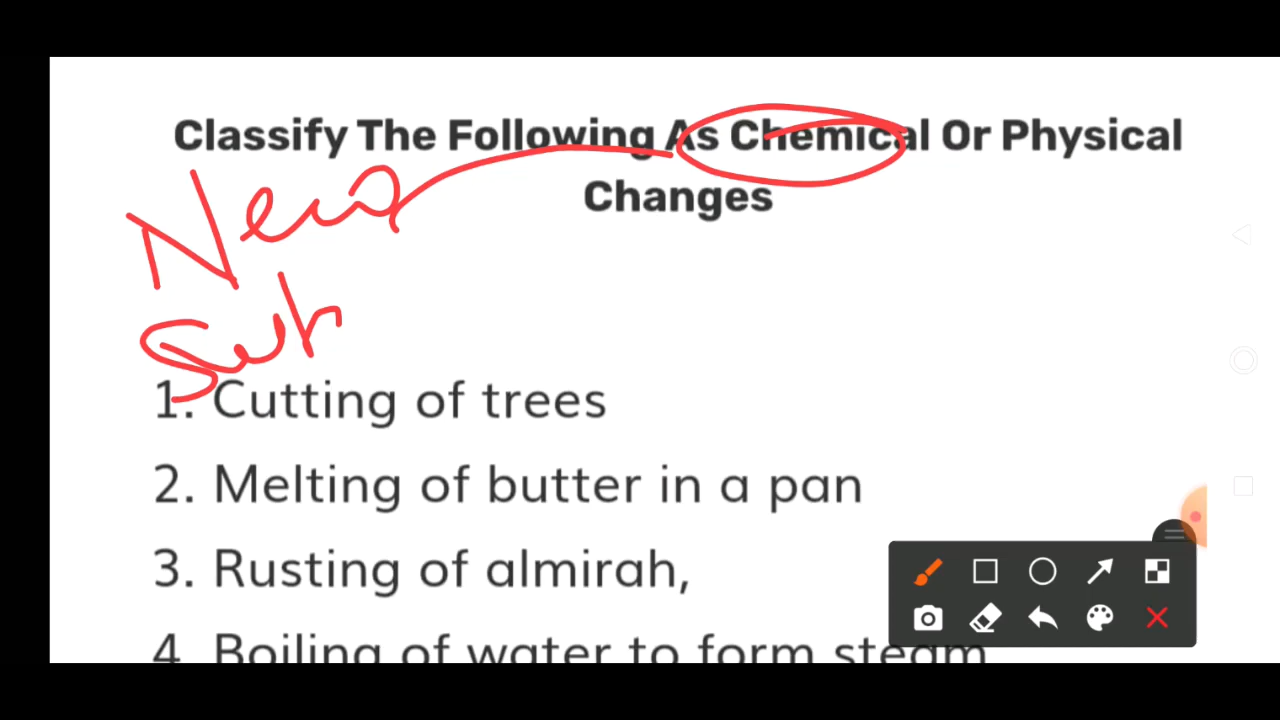 Classify The Following As Chemical Or Physical
Changes
New
Sub
1. Cutting of trees
2. Melting of butter in a pan
3. Rusting of almirah,
4. Boiling of water to form steam